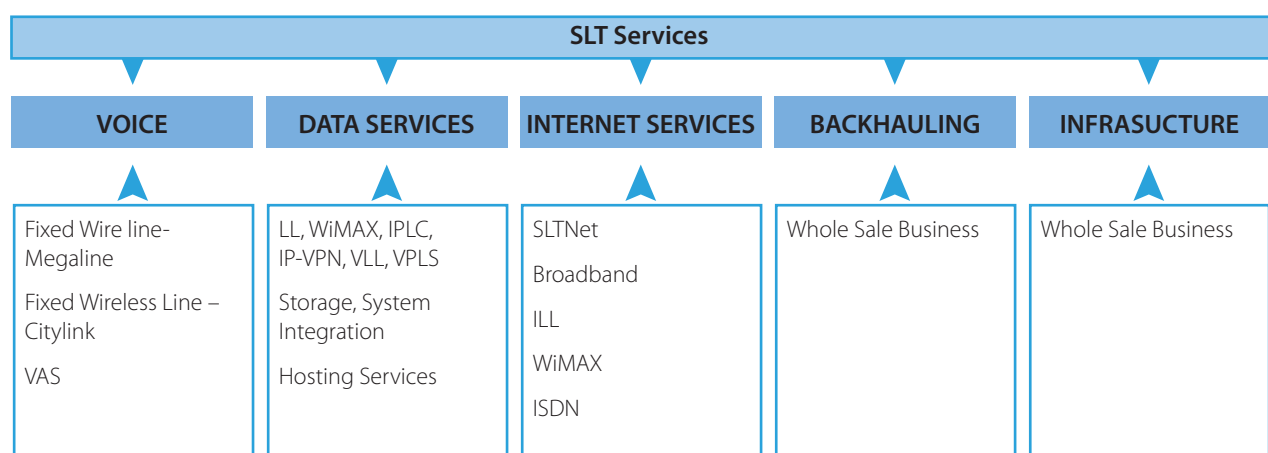 SLT Services
VOICE
DATA SERVICES
INTERNET SERVICES
BACKHAULING
INFRASUCTURE
Fixed Wire line-
Megaline
Fixed Wireless Line –
Citylink
VAS
LL, WiMAX, IPLC,
IP-VPN, VLL, VPLS
Storage, System
Integration
Hosting Services
SLTNet
Broadband
ILL
WiMAX
ISDN
Whole Sale Business
Whole Sale Business